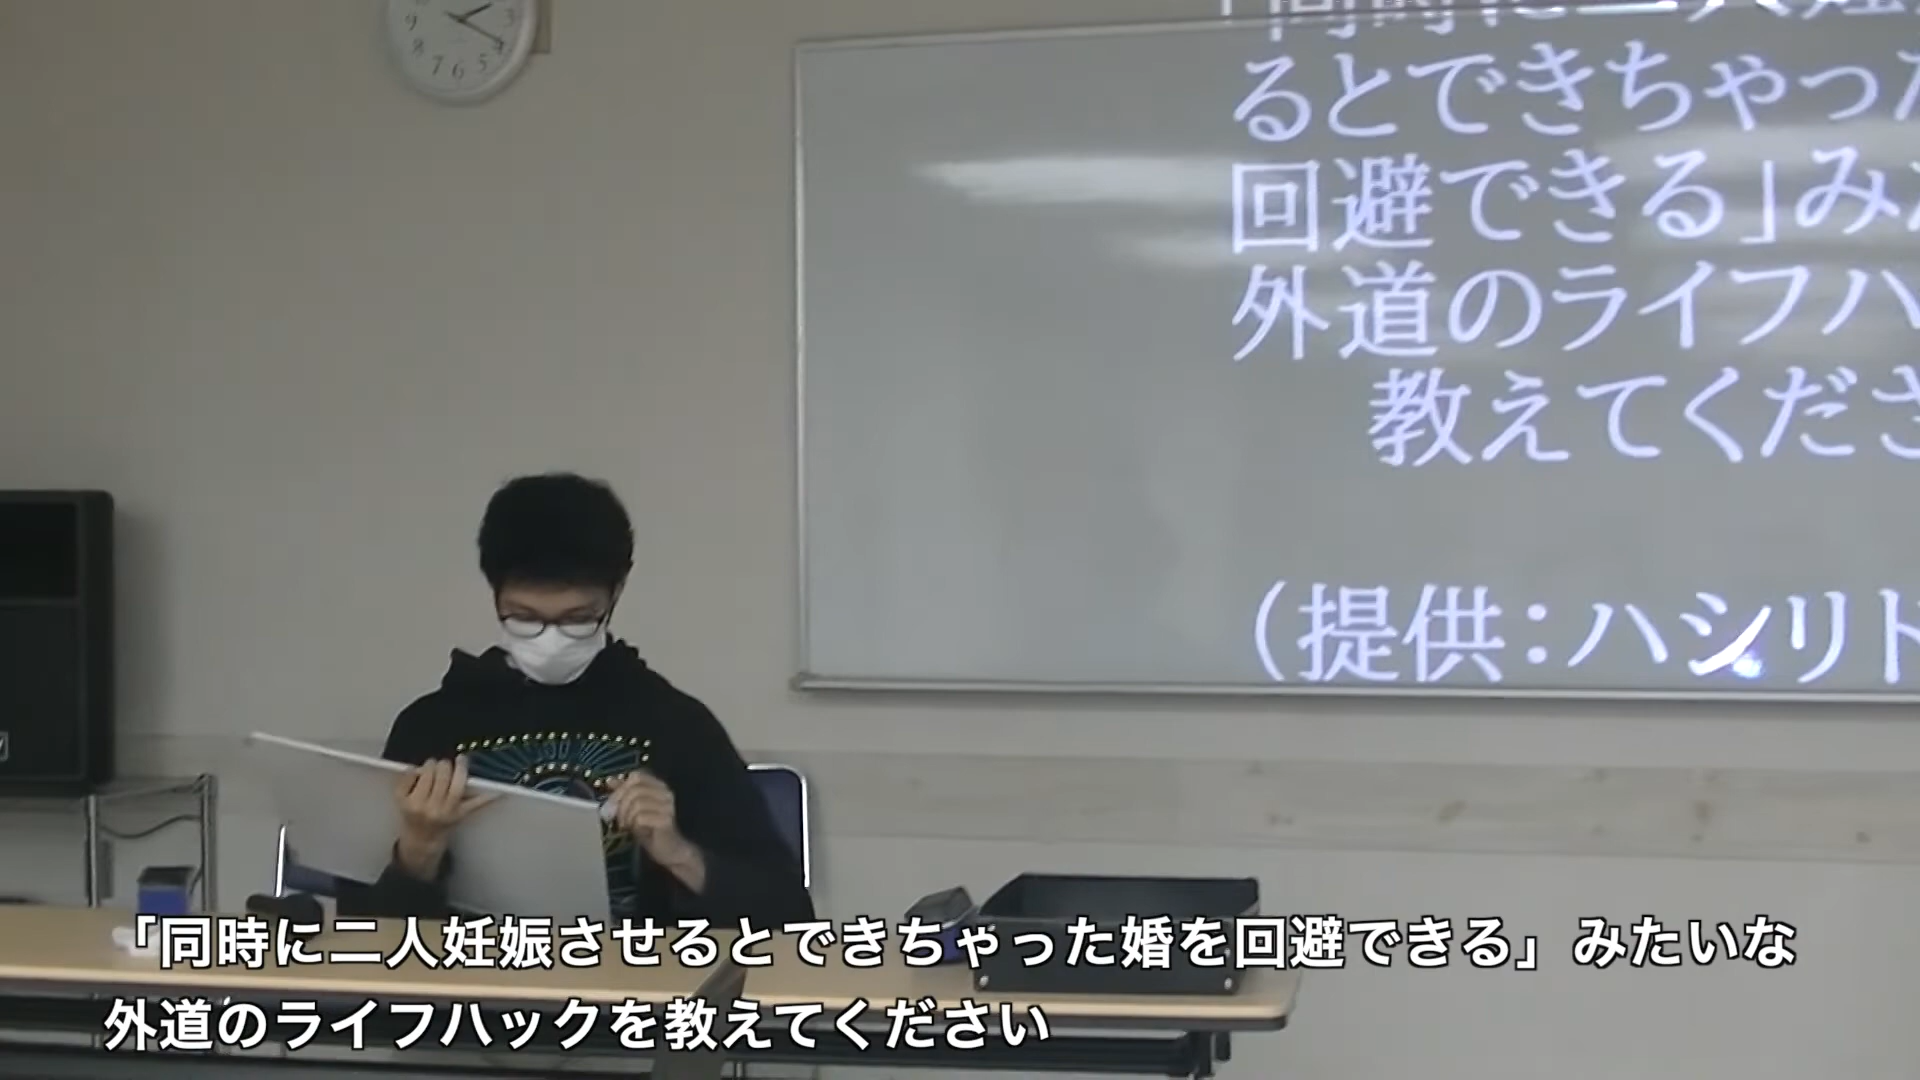 るとできちゃった
回避できる」みた
外道のライフハ
教えてくださ
（提供：ハシリド
「同時に二人妊娠させるとできちゃった婚を回避できる」みたいな
外道のライフハックを教えてください